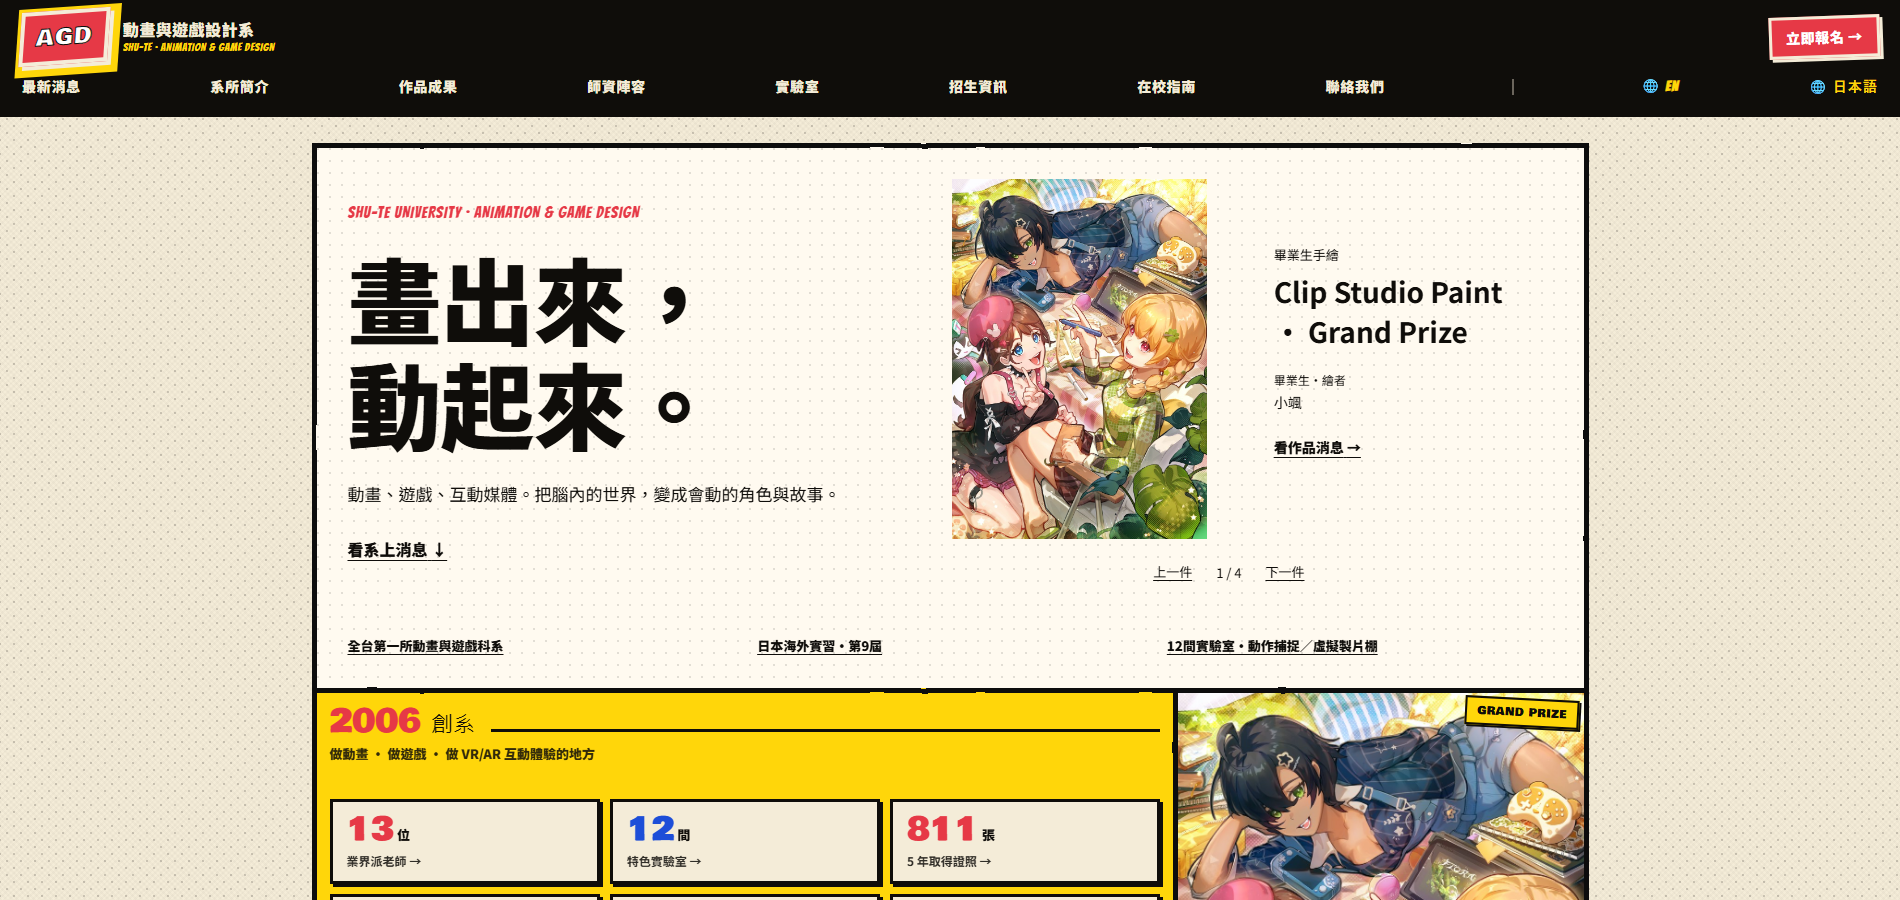 AGD
動畫與遊戲設計系
SHU-TE · ANIMATION & GAME DESIGN
立即報名 →
最新消息 系所簡介 作品成果 師資陣容 實驗室 招生資訊 在校指南 聯絡我們 | EN 日本語
SHU-TE UNIVERSITY · ANIMATION & GAME DESIGN
畫出來，
動起來。
動畫、遊戲、互動媒體。把腦內的世界，變成會動的角色與故事。
看系上消息 ↓
畢業生手繪
Clip Studio Paint
・ Grand Prize
畢業生・繪者
小颯
看作品消息 →
上一件 1 / 4 下一件
全台第一所動畫與遊戲科系
日本海外實習・第9屆
12間實驗室・動作捕捉／虛擬製片棚
2006 創系
做動畫 ・ 做遊戲 ・ 做 VR/AR 互動體驗的地方
13 位
業界派老師 →
12 間
特色實驗室 →
811 張
5 年取得證照 →
GRAND PRIZE